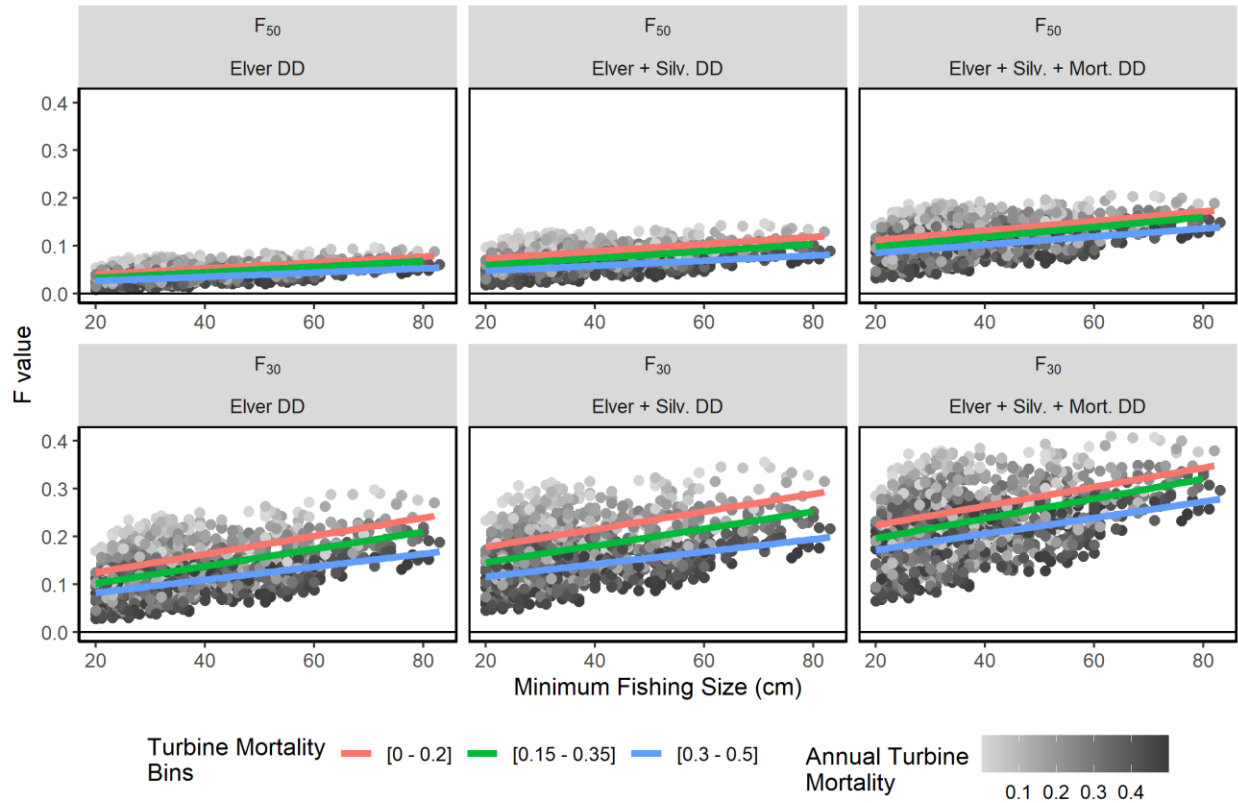 F50 F50 F50
Elver DD Elver + Silv. DD Elver + Silv. + Mort. DD
0.4
0.3
0.2
0.1
0.0
20 40 60 80 20 40 60 80 20 40 60 80
F value
F30 F30 F30
Elver DD Elver + Silv. DD Elver + Silv. + Mort. DD
0.4
0.3
0.2
0.1
0.0
20 40 60 80 20 40 60 80 20 40 60 80
Minimum Fishing Size (cm)
Turbine Mortality
Bins
[0 - 0.2] [0.15 - 0.35] [0.3 - 0.5]
Annual Turbine
Mortality
0.1 0.2 0.3 0.4